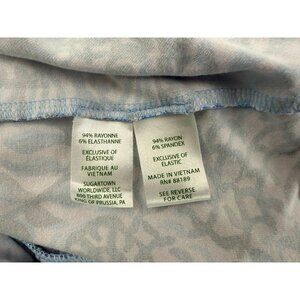 94% RAYONNE
6% ELASTHANNE
EXCLUSIVE OF
ÉLASTIQUE
FABRIQUE AU
VIETNAM
SUGARTOWN
WORLDWIDE, LLC
800 THIRD AVENUE
KING OF PRUSSIA, PA
94% RAYON
6% SPANDEX
EXCLUSIVE OF
ELASTIC
MADE IN VIETNAM
RN# 88189
SEE REVERSE
FOR CARE